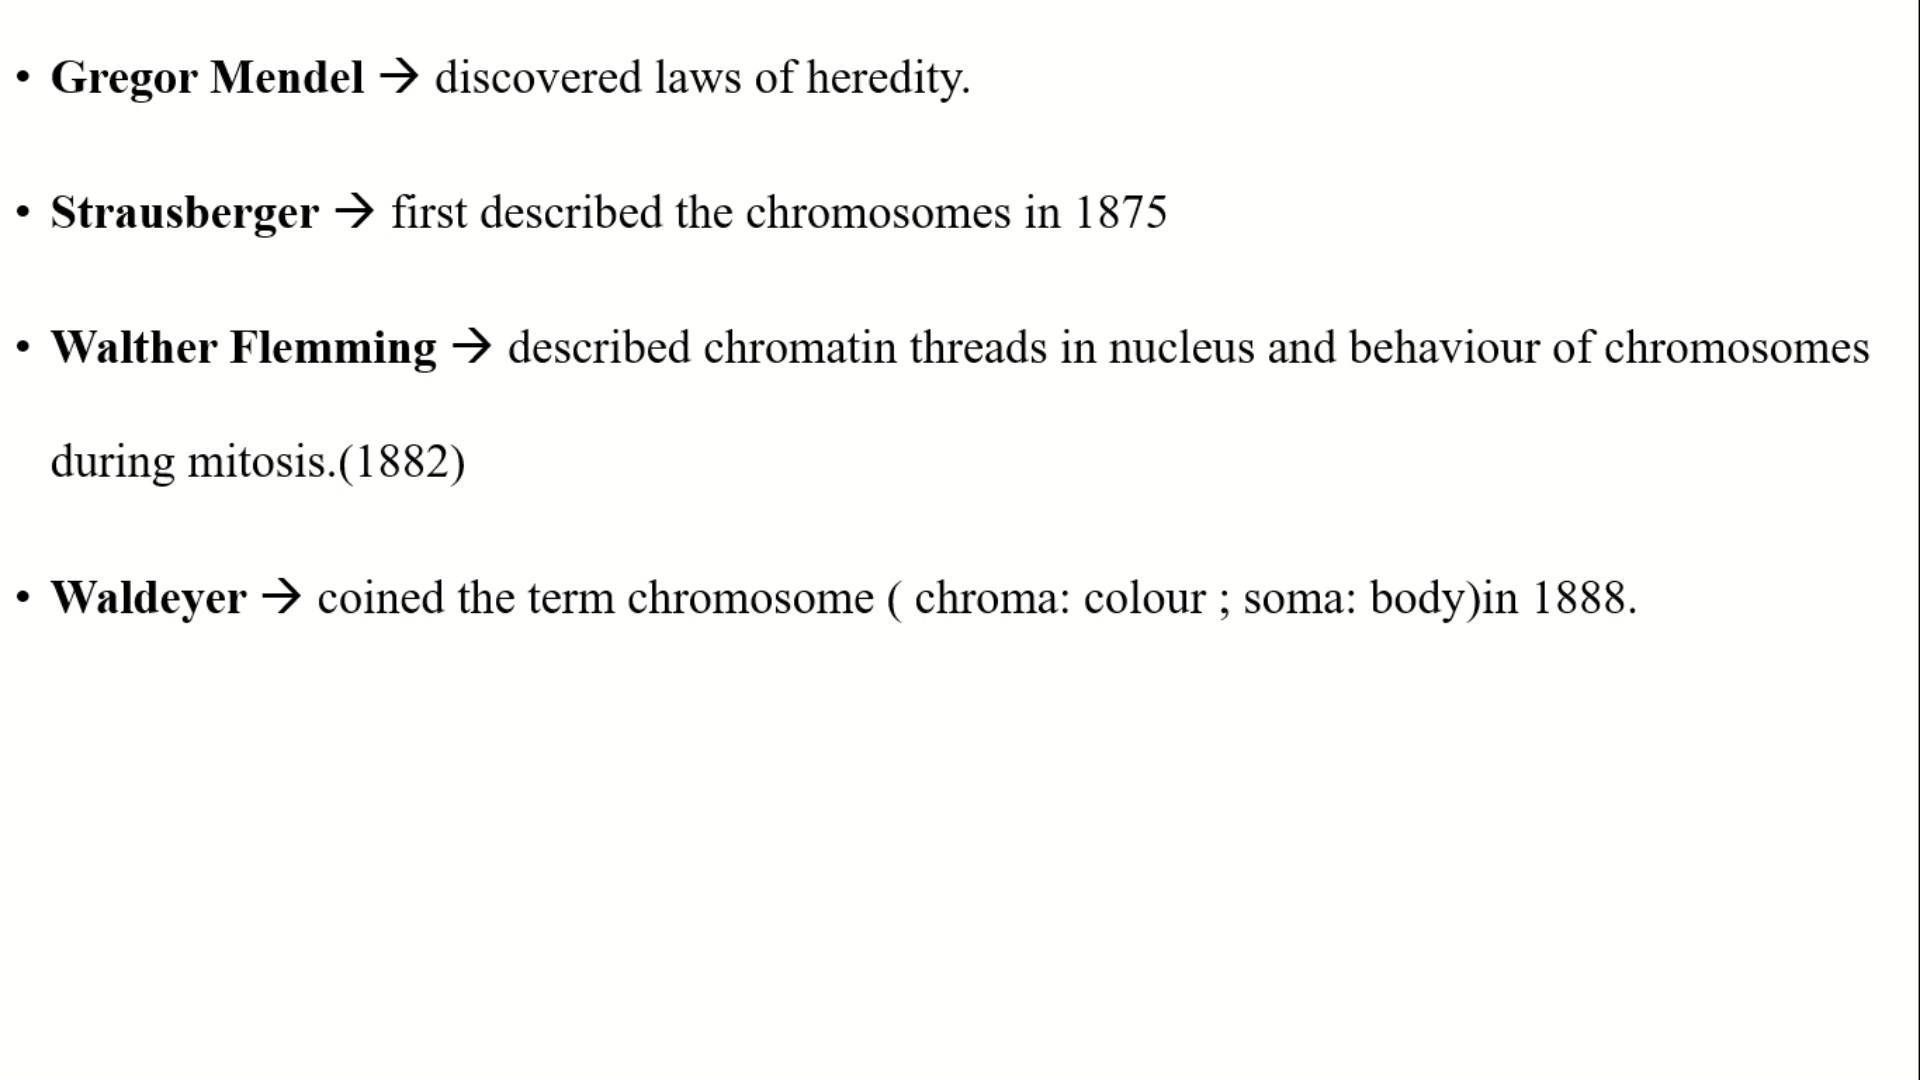 • Gregor Mendel → discovered laws of heredity.
• Strausberger → first described the chromosomes in 1875
• Walther Flemming → described chromatin threads in nucleus and behaviour of chromosomes
during mitosis.(1882)
• Waldeyer → coined the term chromosome ( chroma: colour ; soma: body)in 1888.